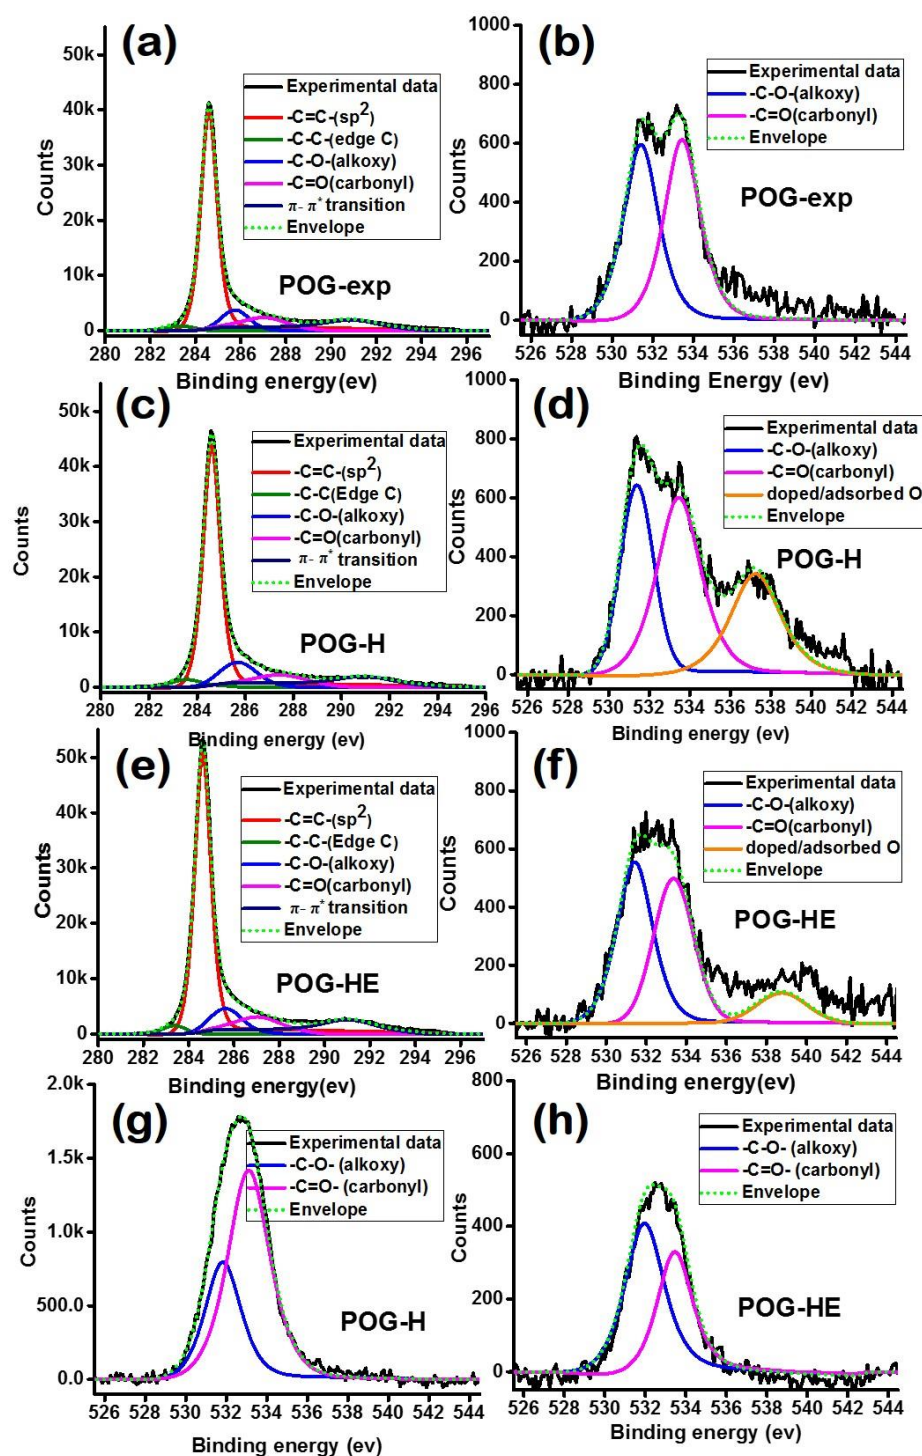 (a)
50k
40k
30k
20k
10k
0
Counts
Experimental data
-C=C-(sp²)
-C-C-(edge C)
-C-O-(alkoxy)
-C=O(carbonyl)
π- π* transition
Envelope
POG-exp
280 282 284 286 288 290 292 294 296
Binding energy(ev)
(b)
1000
800
600
400
200
0
Counts
Experimental data
-C-O-(alkoxy)
-C=O(carbonyl)
Envelope
POG-exp
526 528 530 532 534 536 538 540 542 544
Binding Energy (ev)
(c)
50k
40k
30k
20k
10k
0
Counts
Experimental data
-C=C-(sp²)
-C-C(Edge C)
-C-O-(alkoxy)
-C=O(carbonyl)
π- π* transition
Envelope
POG-H
280 282 284 286 288 290 292 294 296
Binding energy (ev)
(d)
1000
800
600
400
200
0
Counts
Experimental data
-C-O-(alkoxy)
-C=O(carbonyl)
doped/adsorbed O
Envelope
POG-H
526 528 530 532 534 536 538 540 542 544
Binding energy (ev)
(e)
50k
40k
30k
20k
10k
0
Counts
Experimental data
-C=C-(sp²)
-C-C-(Edge C)
-C-O-(alkoxy)
-C=O(carbonyl)
π- π* transition
Envelope
POG-HE
280 282 284 286 288 290 292 294 296
Binding energy(ev)
(f)
1000
800
600
400
200
0
Counts
Experimental data
-C-O-(alkoxy)
-C=O(carbonyl)
doped/adsorbed O
Envelope
POG-HE
526 528 530 532 534 536 538 540 542 544
Binding energy(ev)
(g)
2.0k
1.5k
1.0k
500.0
0.0
Counts
Experimental data
-C-O- (alkoxy)
-C=O- (carbonyl)
Envelope
POG-H
526 528 530 532 534 536 538 540 542 544
Binding energy (ev)
(h)
800
600
400
200
0
Counts
Experimental data
-C-O- (alkoxy)
-C=O- (carbonyl)
Envelope
POG-HE
526 528 530 532 534 536 538 540 542 544
Binding energy (ev)